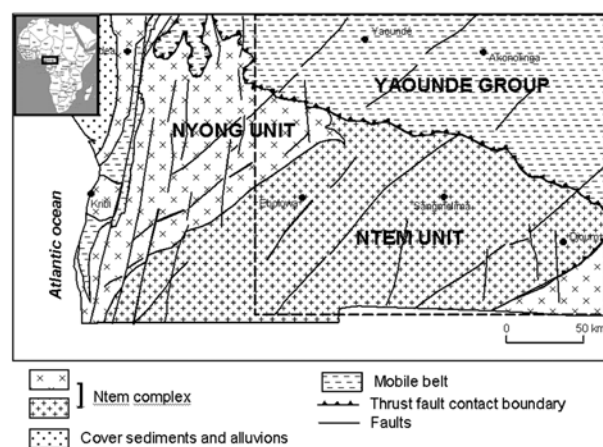 Yaounde
Akonolinga
YAOUNDE GROUP
NYONG UNIT
Kribi
Ebolowa
Sangmelima
NTEM UNIT
Djoum
Atlantic ocean
0 50 km
Mobile belt
Ntem complex
Thrust fault contact boundary
Cover sediments and alluvions
Faults